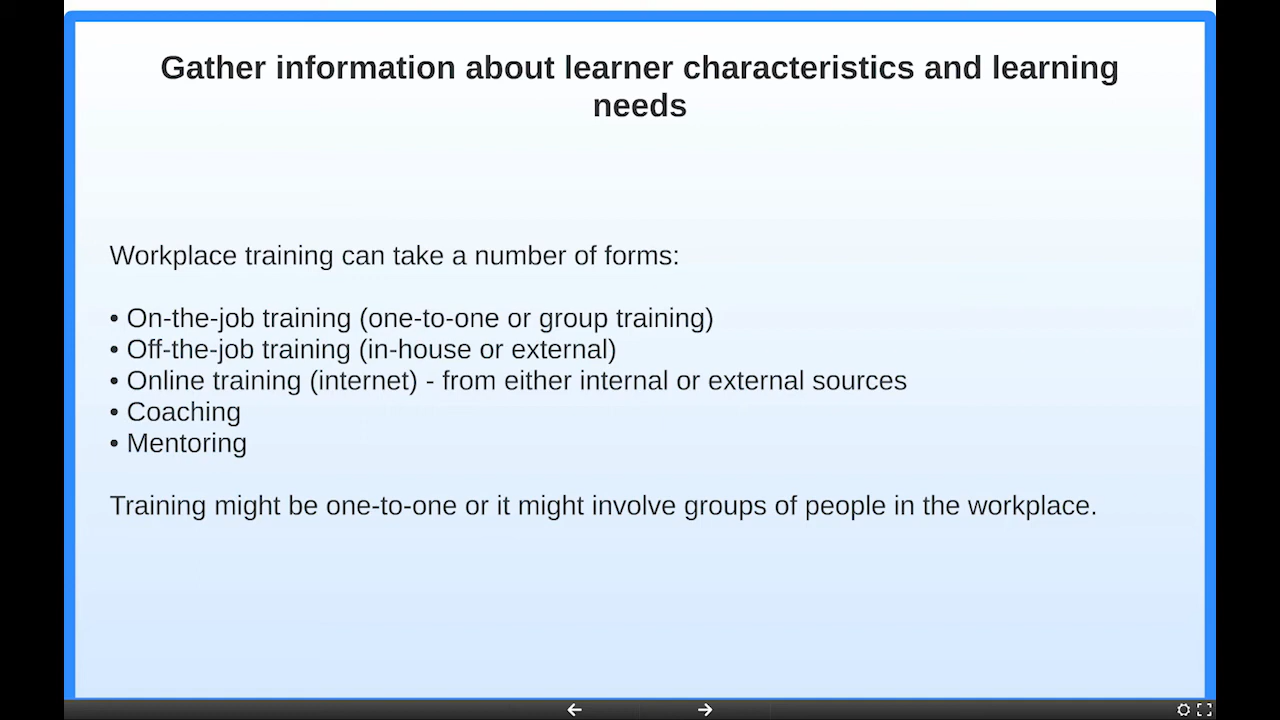 Gather information about learner characteristics and learning
needs
Workplace training can take a number of forms:
• On-the-job training (one-to-one or group training)
• Off-the-job training (in-house or external)
• Online training (internet) - from either internal or external sources
• Coaching
• Mentoring
Training might be one-to-one or it might involve groups of people in the workplace.